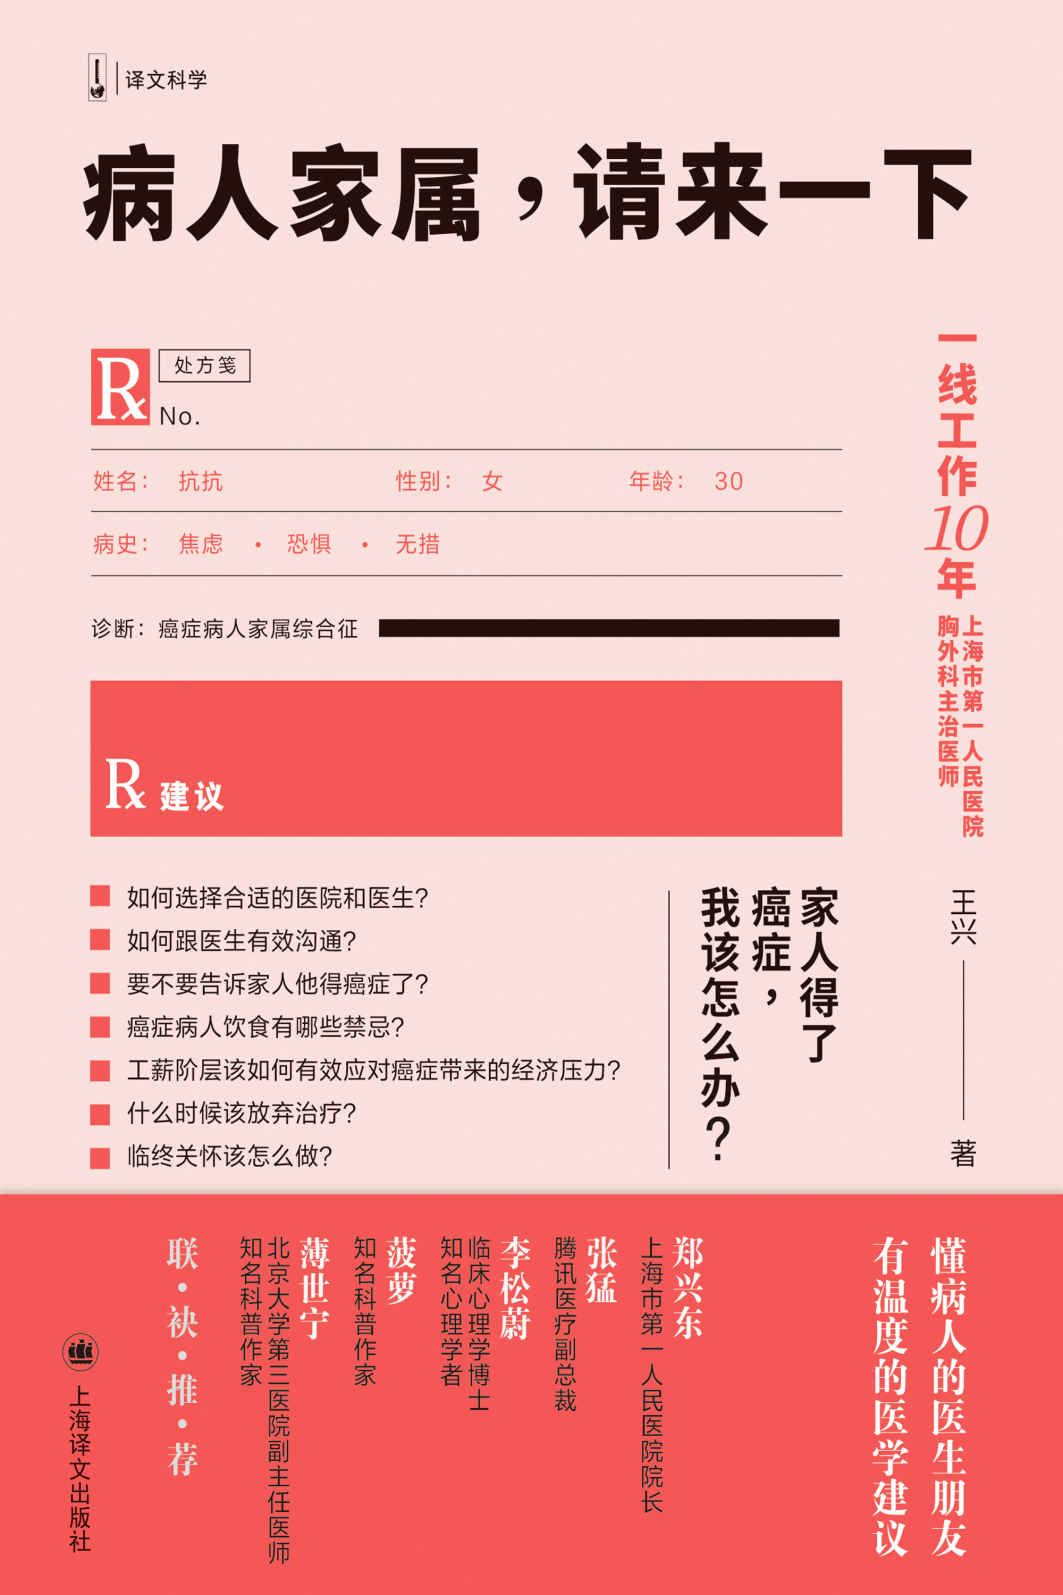 译文科学
病人家属，请来一下
一线工作10年
上海市第一人民医院
胸外科主治医师
王兴 著
Rx 处方笺
No.
姓名： 抗抗 性别： 女 年龄： 30
病史： 焦虑 · 恐惧 · 无措
诊断：癌症病人家属综合征
Rx 建议
如何选择合适的医院和医生？
如何跟医生有效沟通？
要不要告诉家人他得癌症了？
癌症病人饮食有哪些禁忌？
工薪阶层该如何有效应对癌症带来的经济压力？
什么时候该放弃治疗？
临终关怀该怎么做？
家人得了
癌症，
我该怎么办？
懂病人的医生朋友
有温度的医学建议
郑兴东
上海市第一人民医院院长
张猛
腾讯医疗副总裁
李松蔚
临床心理学博士
知名心理学者
菠萝
知名科普作家
薄世宁
北京大学第三医院副主任医师
知名科普作家
联·袂·推·荐
上海译文出版社